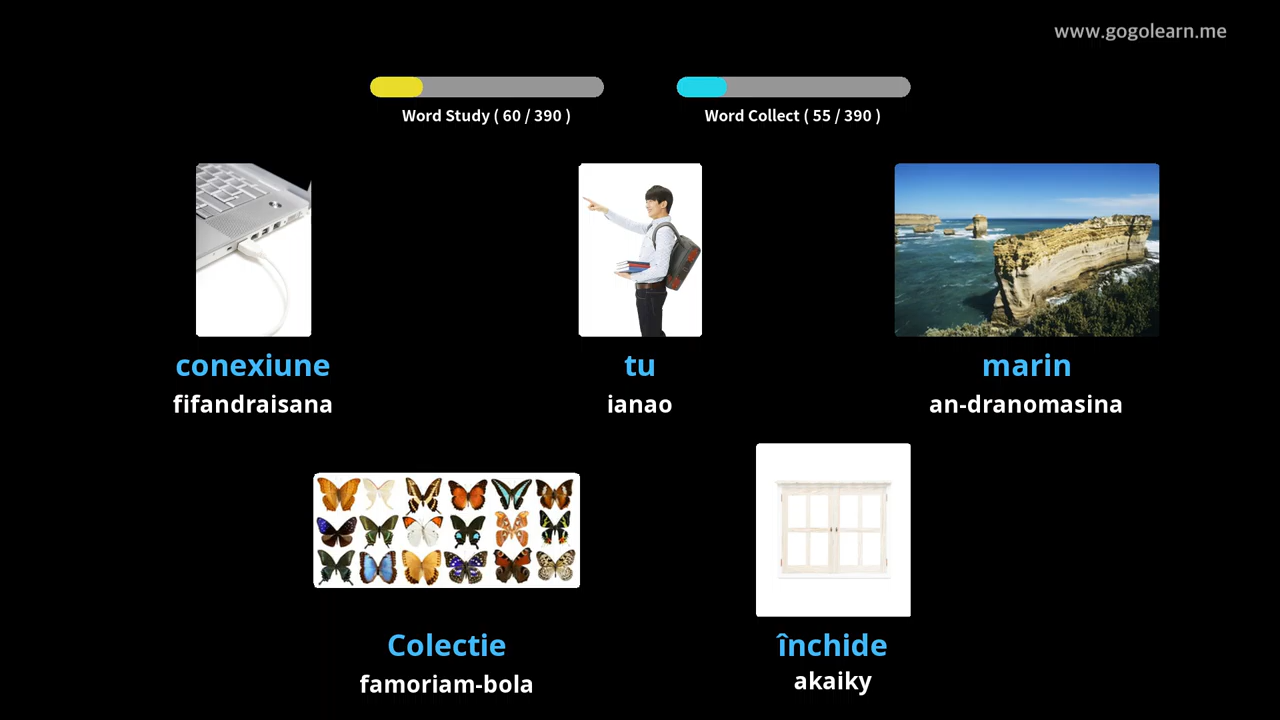 www.gogolearn.me
Word Study ( 60 / 390 )
Word Collect ( 55 / 390 )
conexiune
fifandraisana
tu
ianao
marin
an-dranomasina
Colectie
famoriam-bola
închide
akaiky